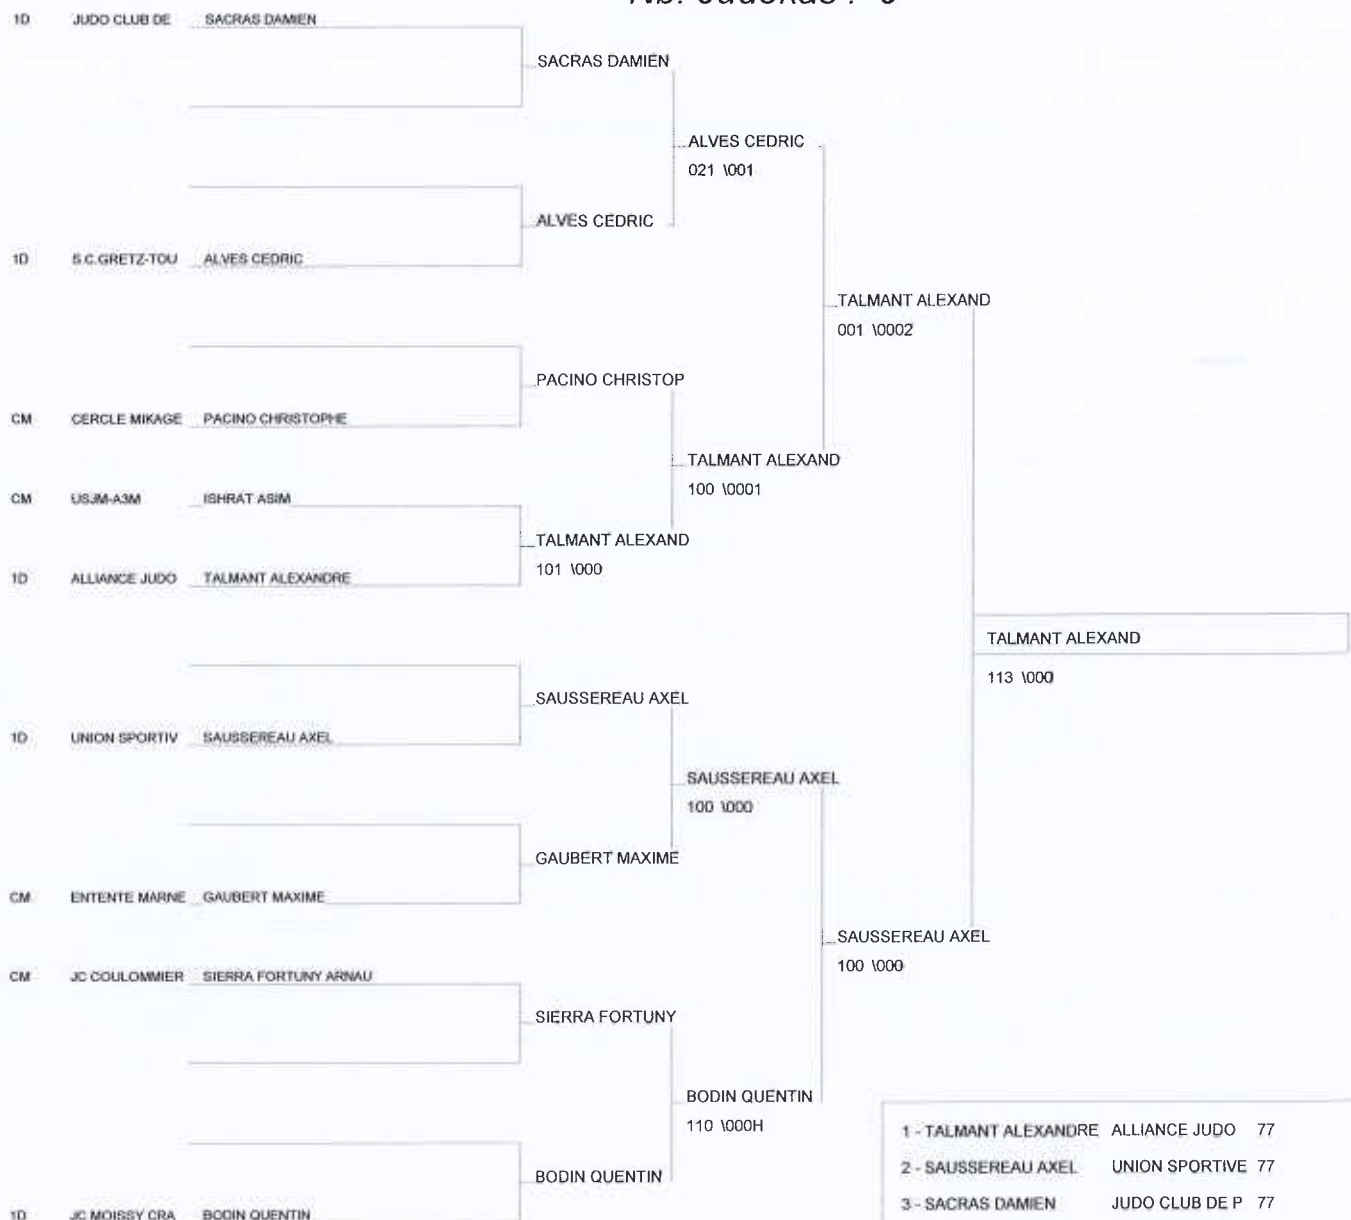 Nb. Judokas : 9
1D JUDO CLUB DE SACRAS DAMIEN
SACRAS DAMIEN
ALVES CEDRIC
021 \001
ALVES CEDRIC
1D S.C.GRETZ-TOU ALVES CEDRIC
TALMANT ALEXAND
001 \0002
PACINO CHRISTOP
CM CERCLE MIKAGE PACINO CHRISTOPHE
TALMANT ALEXAND
100 \0001
CM USJM-A3M ISHRAT ASIM
TALMANT ALEXAND
101 \000
1D ALLIANCE JUDO TALMANT ALEXANDRE
TALMANT ALEXAND
113 \000
SAUSSEREAU AXEL
1D UNION SPORTIV SAUSSEREAU AXEL
SAUSSEREAU AXEL
100 \000
GAUBERT MAXIME
CM ENTENTE MARNE GAUBERT MAXIME
SAUSSEREAU AXEL
100 \000
CM JC COULOMMIER SIERRA FORTUNY ARNAU
SIERRA FORTUNY
BODIN QUENTIN
110 \000H
BODIN QUENTIN
1D JC MOISSY CRA BODIN QUENTIN
1 - TALMANT ALEXANDRE ALLIANCE JUDO 77
2 - SAUSSEREAU AXEL UNION SPORTIVE 77
3 - SACRAS DAMIEN JUDO CLUB DE P 77